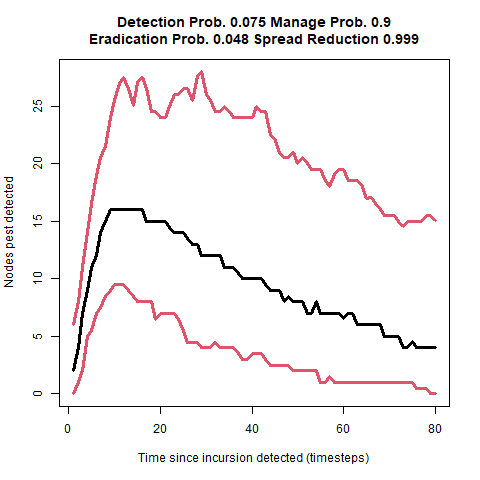 Detection Prob. 0.075 Manage Prob. 0.9
Eradication Prob. 0.048 Spread Reduction 0.999
Nodes pest detected
25
20
15
10
5
0
0 20 40 60 80
Time since incursion detected (timesteps)